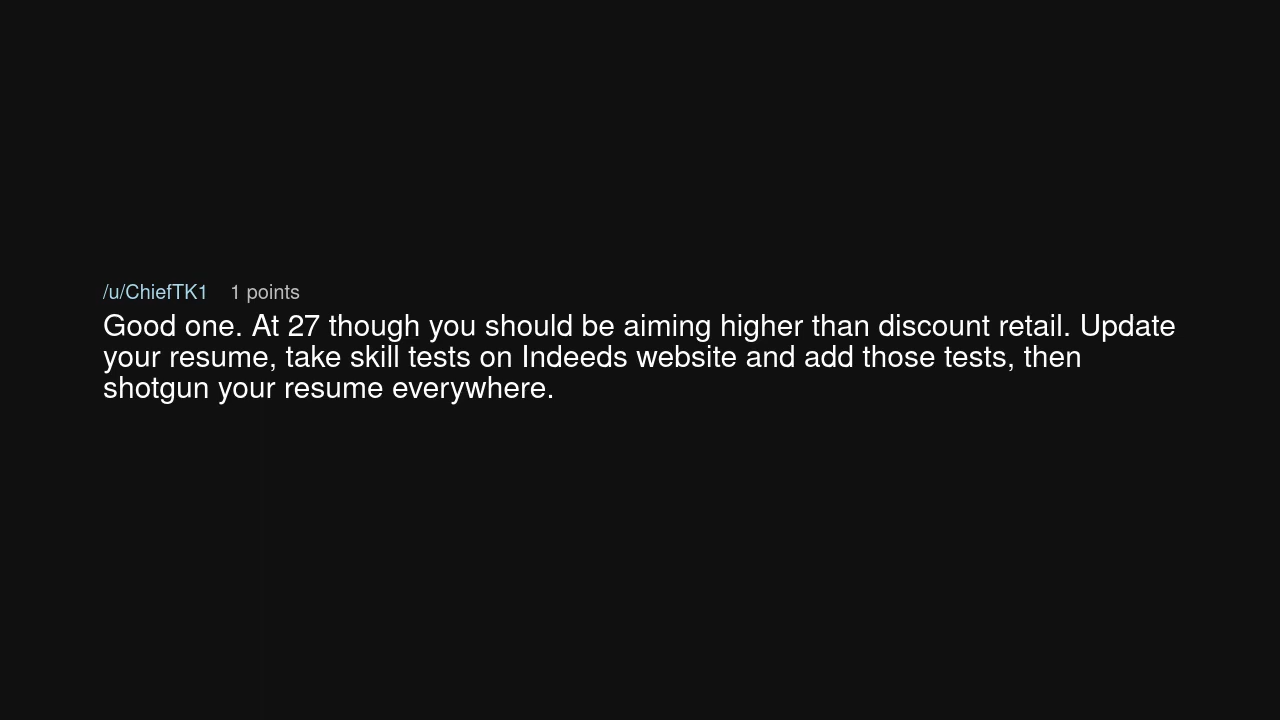 /u/ChiefTK1 1 points
Good one. At 27 though you should be aiming higher than discount retail. Update
your resume, take skill tests on Indeeds website and add those tests, then
shotgun your resume everywhere.